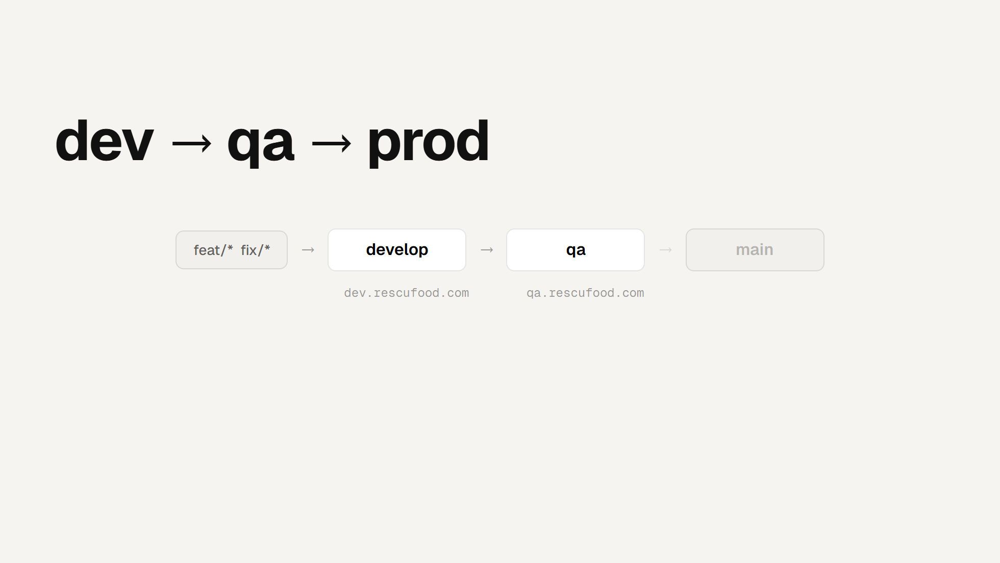 dev → qa → prod
feat/* fix/* → develop → qa → main
dev.rescufood.com qa.rescufood.com